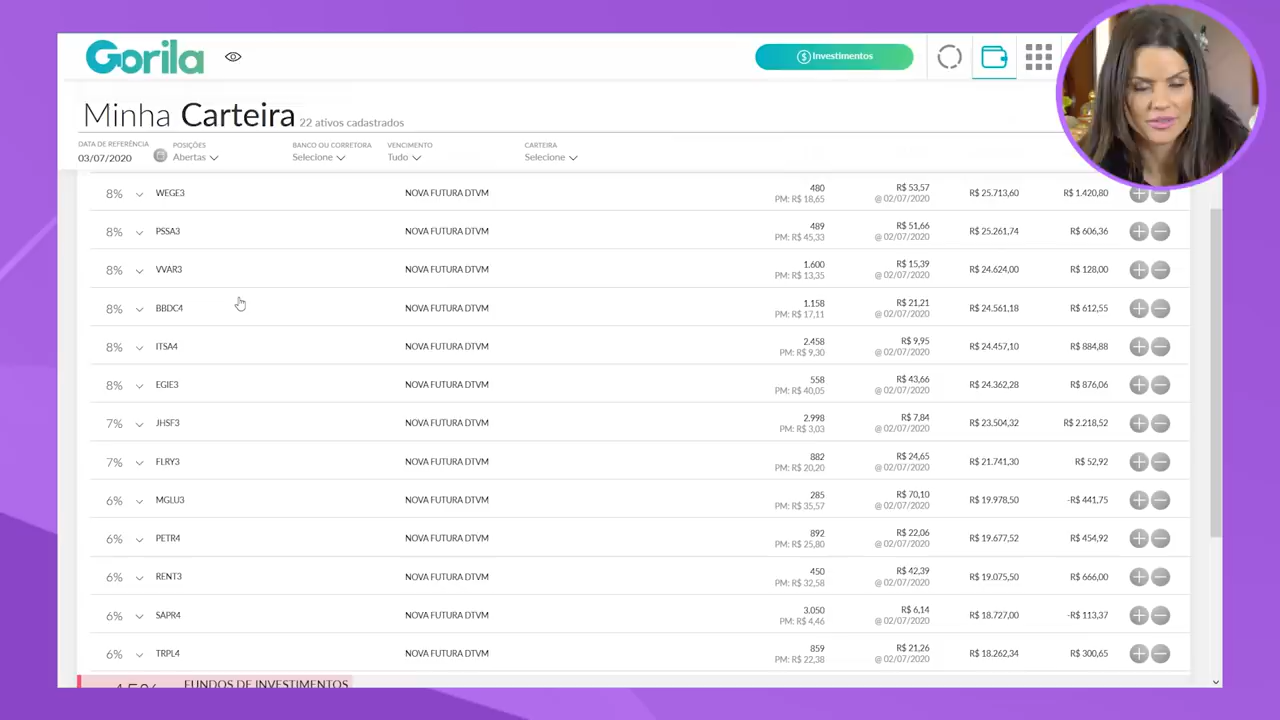 Gorila
Investimentos
Minha Carteira 22 ativos cadastrados
DATA DE REFERÊNCIA POSIÇÕES BANCO OU CORRETORA VENCIMENTO CARTEIRA
03/07/2020 Abertas Selecione Tudo Selecione
8% WEGE3 NOVA FUTURA DTVM 480 R$ 53,57 R$ 25.713,60 R$ 1.420,80
PM: R$ 18,65 @ 02/07/2020
8% PSSA3 NOVA FUTURA DTVM 489 R$ 51,66 R$ 25.261,74 R$ 606,36
PM: R$ 45,33 @ 02/07/2020
8% VVAR3 NOVA FUTURA DTVM 1.600 R$ 15,39 R$ 24.624,00 R$ 128,00
PM: R$ 13,35 @ 02/07/2020
8% BBDC4 NOVA FUTURA DTVM 1.158 R$ 21,21 R$ 24.561,18 R$ 612,55
PM: R$ 17,11 @ 02/07/2020
8% ITSA4 NOVA FUTURA DTVM 2.458 R$ 9,95 R$ 24.457,10 R$ 884,88
PM: R$ 9,30 @ 02/07/2020
8% EGIE3 NOVA FUTURA DTVM 558 R$ 43,66 R$ 24.362,28 R$ 876,06
PM: R$ 40,05 @ 02/07/2020
7% JHSF3 NOVA FUTURA DTVM 2.998 R$ 7,84 R$ 23.504,32 R$ 2.218,52
PM: R$ 3,03 @ 02/07/2020
7% FLRY3 NOVA FUTURA DTVM 882 R$ 24,65 R$ 21.741,30 R$ 52,92
PM: R$ 20,20 @ 02/07/2020
6% MGLU3 NOVA FUTURA DTVM 285 R$ 70,10 R$ 19.978,50 -R$ 441,75
PM: R$ 35,57 @ 02/07/2020
6% PETR4 NOVA FUTURA DTVM 892 R$ 22,06 R$ 19.677,52 R$ 454,92
PM: R$ 25,80 @ 02/07/2020
6% RENT3 NOVA FUTURA DTVM 450 R$ 42,39 R$ 19.075,50 R$ 666,00
PM: R$ 32,58 @ 02/07/2020
6% SAPR4 NOVA FUTURA DTVM 3.050 R$ 6,14 R$ 18.727,00 -R$ 113,37
PM: R$ 4,46 @ 02/07/2020
6% TRPL4 NOVA FUTURA DTVM 859 R$ 21,26 R$ 18.262,34 R$ 300,65
PM: R$ 22,38 @ 02/07/2020
FUNDOS DE INVESTIMENTOS